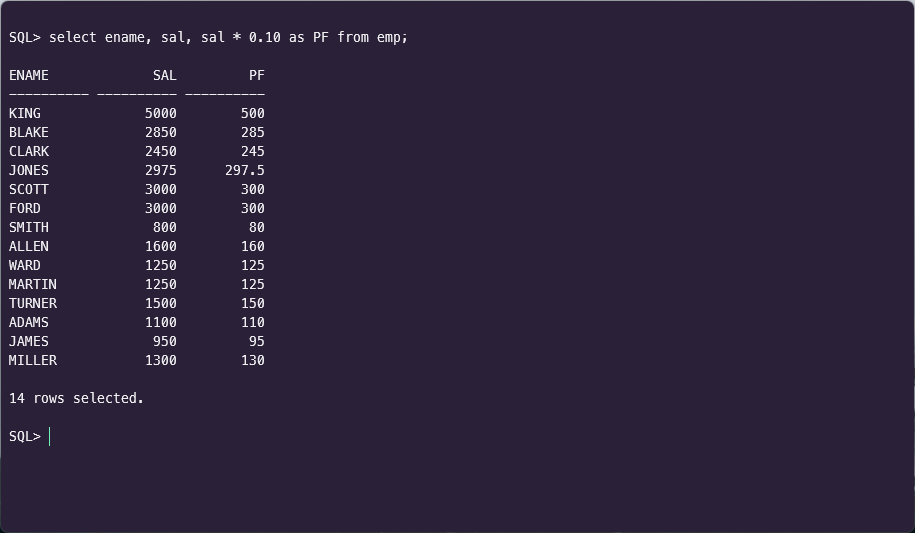 SQL> select ename, sal, sal * 0.10 as PF from emp;
ENAME             SAL         PF
---------- ---------- ----------
KING             5000        500
BLAKE            2850        285
CLARK            2450        245
JONES            2975      297.5
SCOTT            3000        300
FORD             3000        300
SMITH             800         80
ALLEN            1600        160
WARD             1250        125
MARTIN           1250        125
TURNER           1500        150
ADAMS            1100        110
JAMES             950         95
MILLER           1300        130
14 rows selected.
SQL>